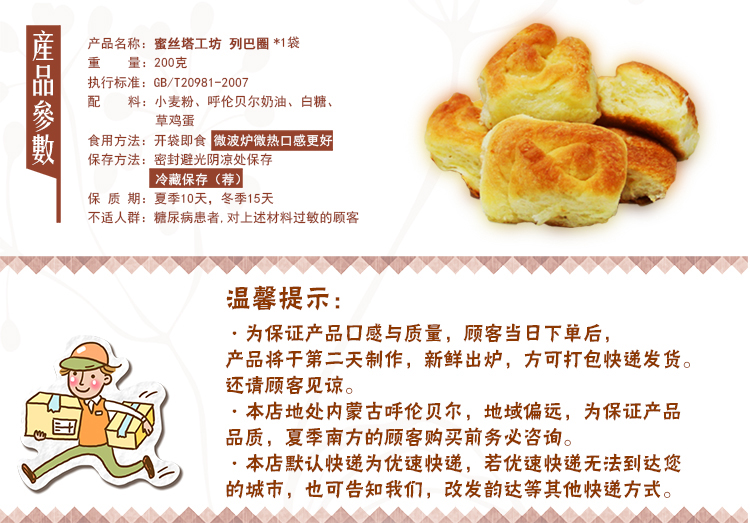 産品參數
产品名称：蜜丝塔工坊 列巴圈 *1袋
重　　量：200克
执行标准：GB/T20981-2007
配　　料：小麦粉、呼伦贝尔奶油、白糖、
草鸡蛋
食用方法：开袋即食 微波炉微热口感更好
保存方法：密封避光阴凉处保存
冷藏保存（荐）
保 质 期：夏季10天，冬季15天
不适人群：糖尿病患者,对上述材料过敏的顾客
温馨提示：
·为保证产品口感与质量，顾客当日下单后，
产品将于第二天制作，新鲜出炉，方可打包快递发货。
还请顾客见谅。
·本店地处内蒙古呼伦贝尔，地域偏远，为保证产品
品质，夏季南方的顾客购买前务必咨询。
·本店默认快递为优速快递，若优速快递无法到达您
的城市，也可告知我们，改发韵达等其他快递方式。